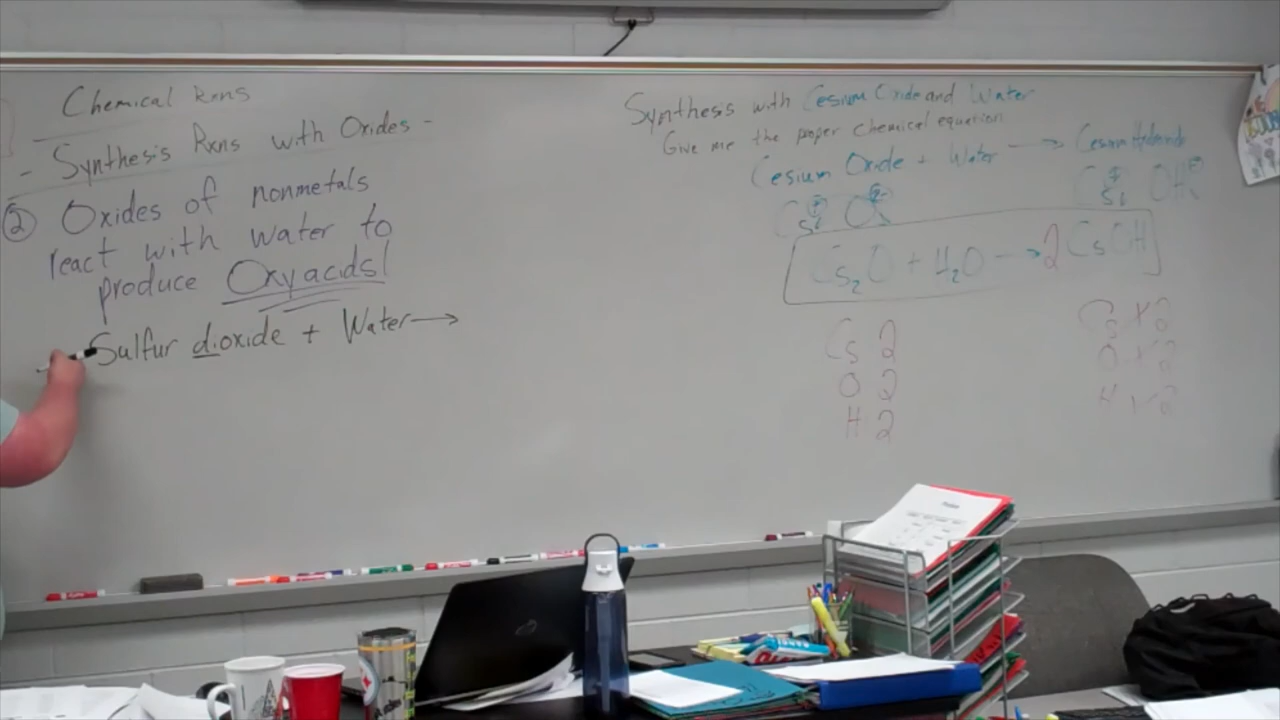 Chemical Rxns
- Synthesis Rxns with Oxides -
② Oxides of nonmetals
react with water to
produce Oxyacids!
Sulfur dioxide + Water →
Synthesis with Cesium Oxide and Water
Give me the proper chemical equation
Cesium Oxide + Water → Cesium Hydroxide
Cs₂O + H₂O → 2 CsOH
Cs 2
O 2
H 2